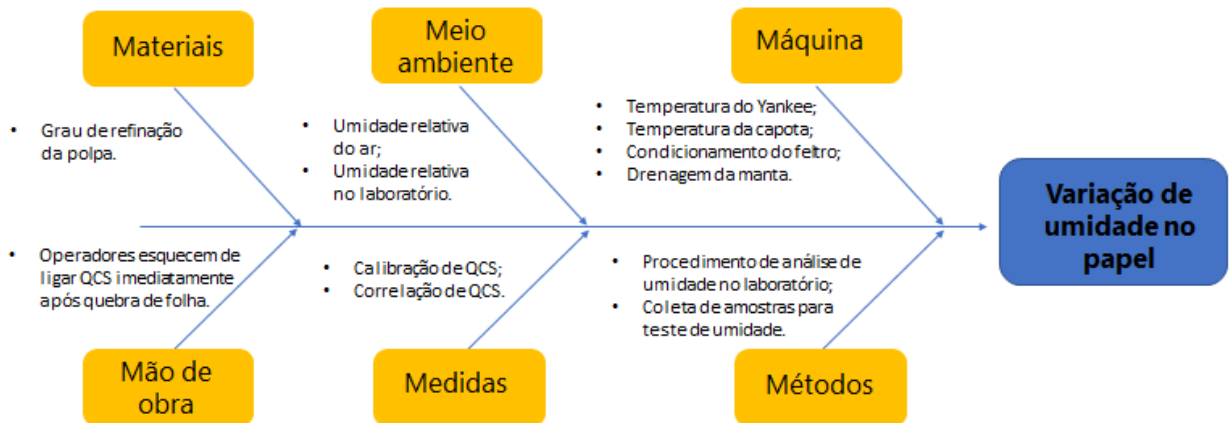 Materiais
Meio
ambiente
Máquina
• Grau de refinação
da polpa.
• Umidade relativa
do ar;
• Umidade relativa
no laboratório.
• Temperatura do Yankee;
• Temperatura da capota;
• Condicionamento do feltro;
• Drenagem da manta.
Variação de
umidade no
papel
• Operadores esquecem de
ligar QCS imediatamente
após quebra de folha.
• Calibração de QCS;
• Correlação de QCS.
• Procedimento de análise de
umidade no laboratório;
• Coleta de amostras para
teste de umidade.
Mão de
obra
Medidas
Métodos